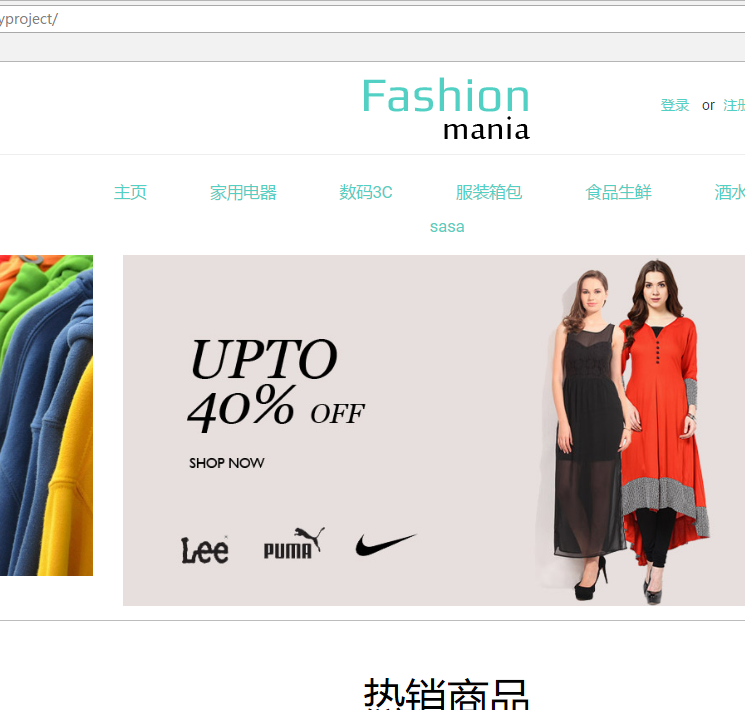 yproject/
Fashion
mania
登录 or 注册
主页 家用电器 数码3C 服装箱包 食品生鲜 酒水
sasa
UPTO
40% OFF
SHOP NOW
Lee PUMA
热销商品